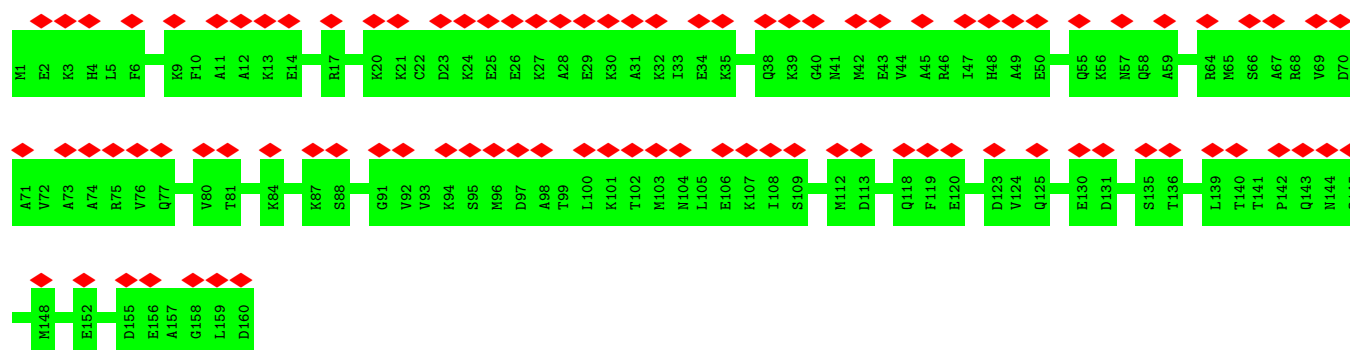 M1 E2 K3 H4 L5 F6 K9 F10 A11 A12 K13 E14 R17 K20 K21 C22 D23 K24 E25 E26 K27 A28 E29 K30 A31 K32 I33 E34 K35 Q38 K39 G40 N41 M42 E43 V44 A45 R46 I47 H48 A49 E50 Q55 K56 N57 Q58 A59 R64 M65 S66 A67 R68 V69 D70
A71 V72 A73 A74 R75 V76 Q77 V80 T81 K84 K87 S88 G91 V92 V93 K94 S95 M96 D97 A98 T99 L100 K101 T102 M103 N104 L105 E106 K107 I108 S109 M112 D113 Q118 F119 E120 D123 V124 Q125 E130 D131 S135 T136 L139 T140 T141 P142 Q143 N144
M148 E152 D155 E156 A157 G158 L159 D160